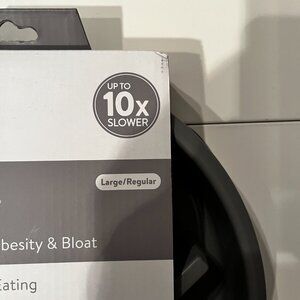 UP TO
10x
SLOWER
Large/Regular
besity & Bloat
Eating